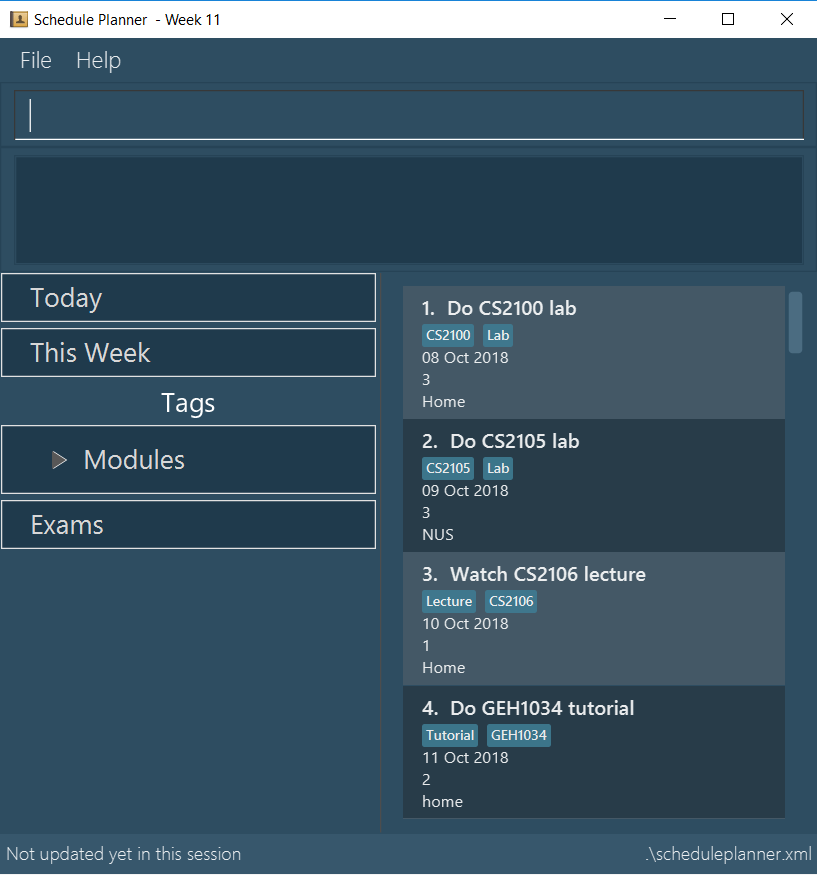 Schedule Planner  - Week 11
File Help
Today
This Week
Tags
Modules
Exams
1. Do CS2100 lab
CS2100 Lab
08 Oct 2018
3
Home
2. Do CS2105 lab
CS2105 Lab
09 Oct 2018
3
NUS
3. Watch CS2106 lecture
Lecture CS2106
10 Oct 2018
1
Home
4. Do GEH1034 tutorial
Tutorial GEH1034
11 Oct 2018
2
home
Not updated yet in this session
.\scheduleplanner.xml